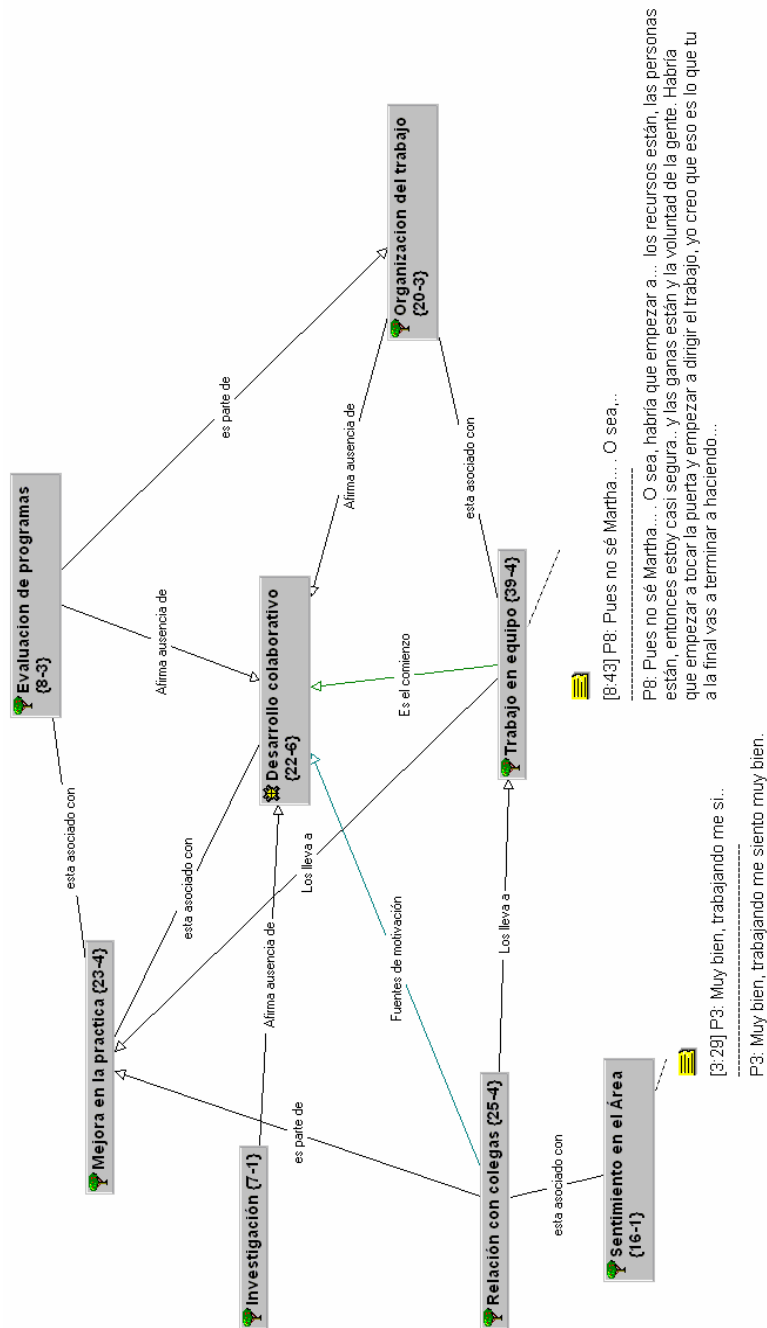 Evaluacion de programas
{8-3}
esta asociado con
Afirma ausencia de
es parte de
Mejora en la practica {23-4}
esta asociado con
Desarrollo colaborativo
{22-6}
Afirma ausencia de
Organizacion del trabajo
{20-3}
Los lleva a
Es el comienzo
esta asociado con
Investigación {7-1}
Afirma ausencia de
es parte de
Fuentes de motivación
Relación con colegas {25-4}
Los lleva a
Trabajo en equipo {39-4}
esta asociado con
Sentimiento en el Área
{16-1}
[8:43] P8: Pues no sé Martha.... O sea,..
P8: Pues no sé Martha.... O sea, habría que empezar a... los recursos están, las personas
están, entonces estoy casi segura.. y las ganas están y la voluntad de la gente. Habría
que empezar a tocar la puerta y empezar a dirigir el trabajo, yo creo que eso es lo que tu
a la final vas a terminar a haciendo...
[3:29] P3: Muy bien, trabajando me si..
P3: Muy bien, trabajando me siento muy bien.